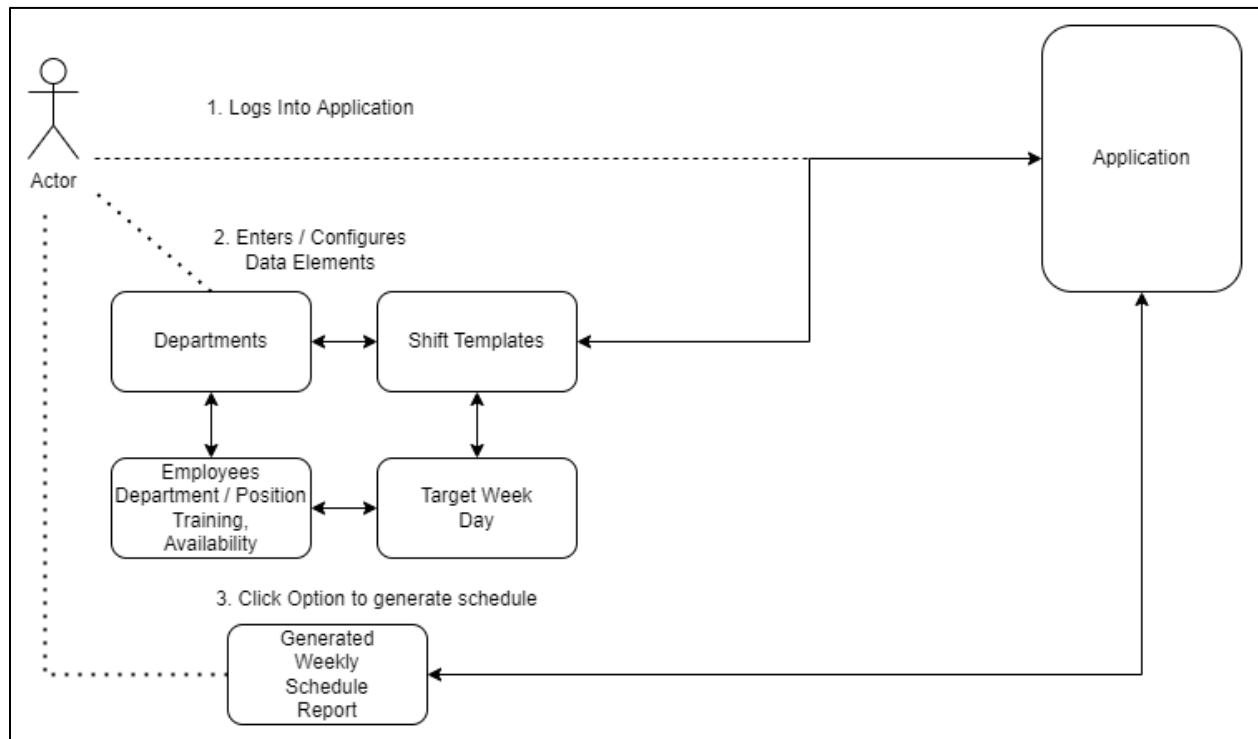 1. Logs Into Application
Application
Actor
2. Enters / Configures
Data Elements
Departments
Shift Templates
Employees
Department / Position
Training,
Availability
Target Week
Day
3. Click Option to generate schedule
Generated
Weekly
Schedule
Report